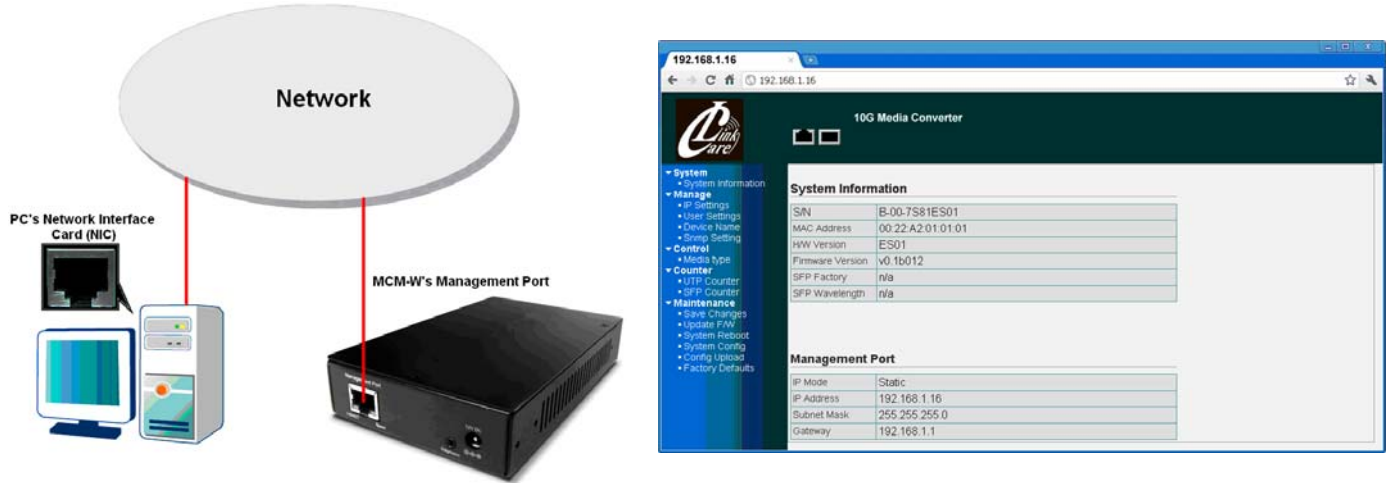 Network
PC's Network Interface
Card (NIC)
MCM-W's Management Port
Management Port
192.168.1.16
192.168.1.16
Link
Care
10G Media Converter
System
System Information
Manage
IP Settings
User Settings
Device Name
Snmp Setting
Control
Media type
Counter
UTP Counter
SFP Counter
Maintenance
Save Changes
Update F/W
System Reboot
System Config
Config Upload
Factory Defaults
System Information
S/N B-00-7S81ES01
MAC Address 00:22:A2:01:01:01
H/W Version ES01
Firmware Version v0.1b012
SFP Factory n/a
SFP Wavelength n/a
Management Port
IP Mode Static
IP Address 192.168.1.16
Subnet Mask 255.255.255.0
Gateway 192.168.1.1